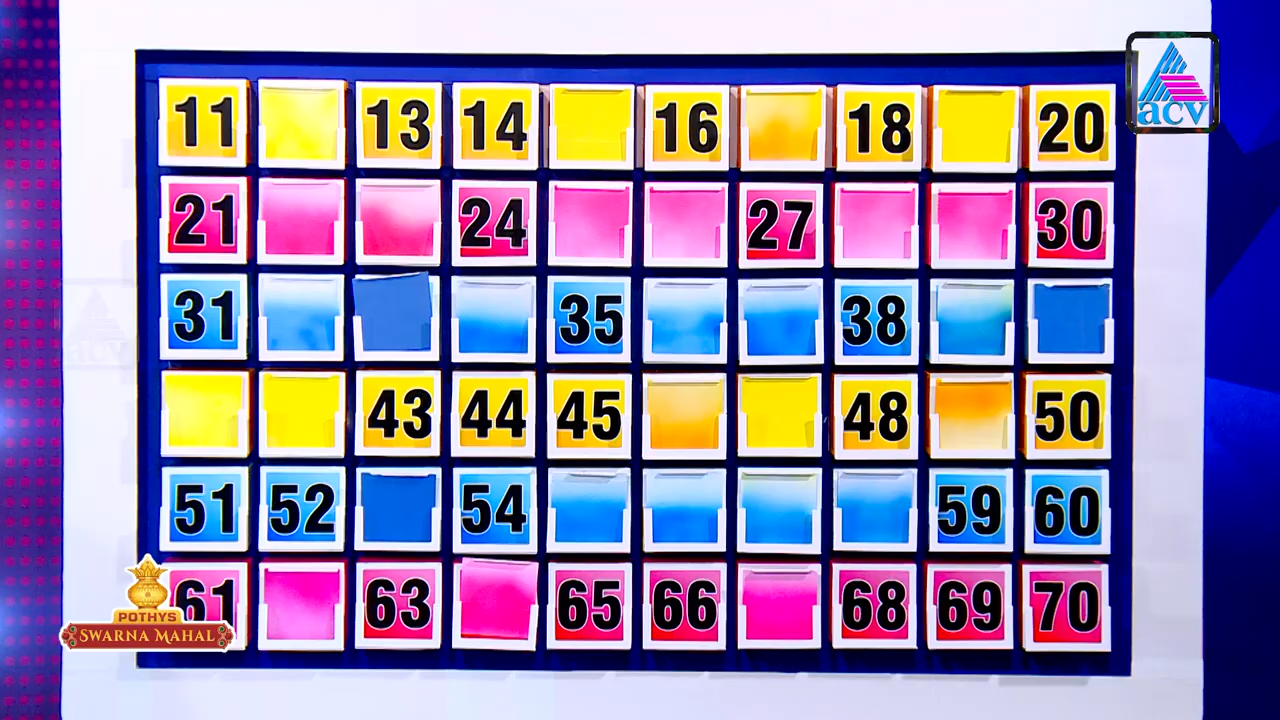 acv
11 13 14 16 18 20
21 24 27 30
31 35 38
43 44 45 48 50
51 52 54 59 60
61 63 65 66 68 69 70
POTHYS
SWARNA MAHAL